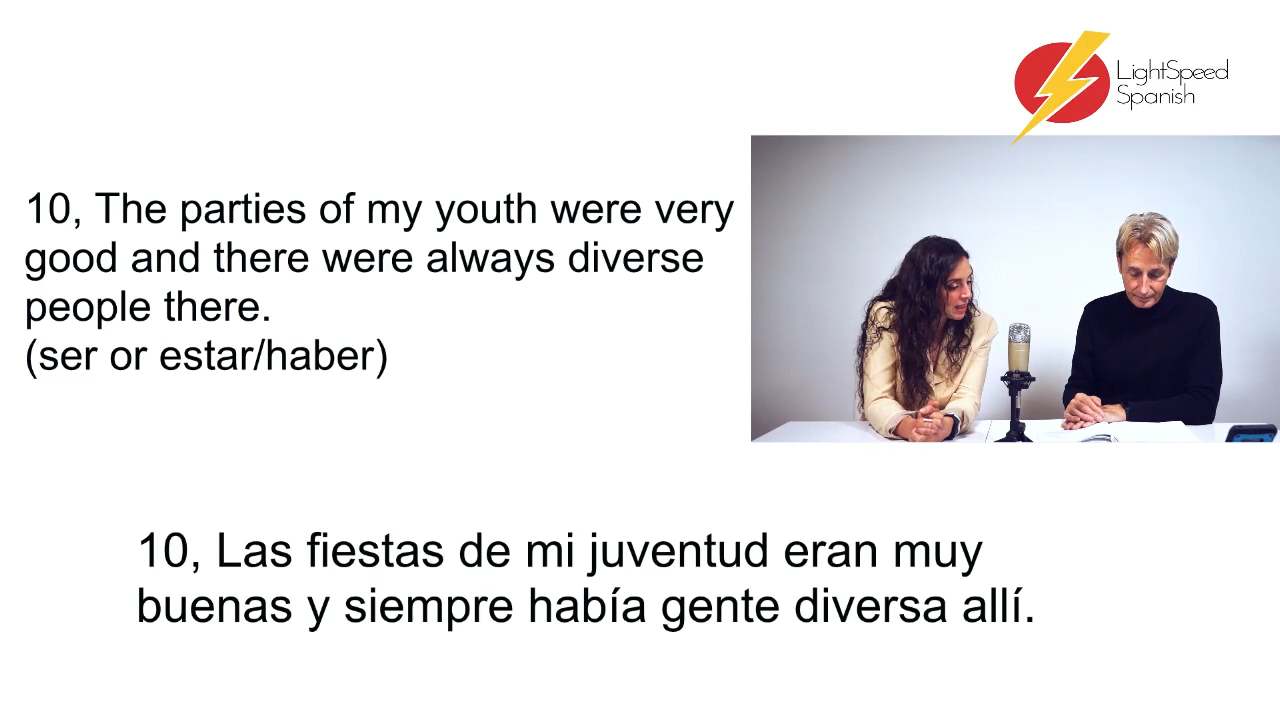 LightSpeed
Spanish
10, The parties of my youth were very
good and there were always diverse
people there.
(ser or estar/haber)
10, Las fiestas de mi juventud eran muy
buenas y siempre había gente diversa allí.